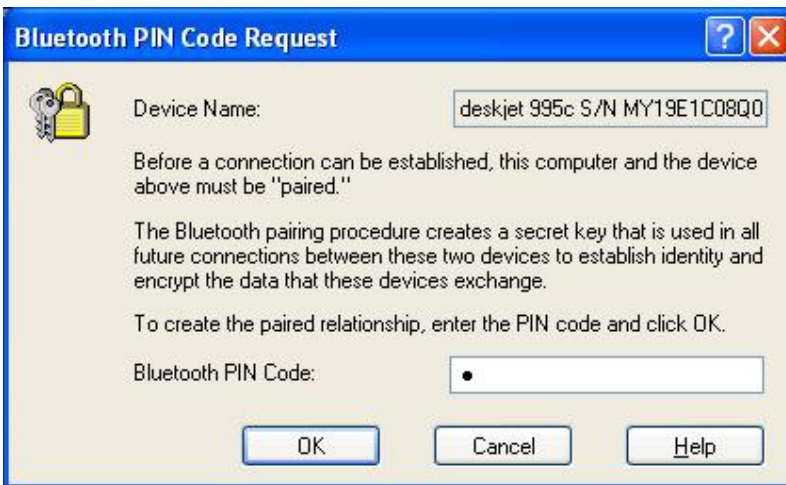 Bluetooth PIN Code Request
Device Name: deskjet 995c S/N MY19E1C08Q0
Before a connection can be established, this computer and the device
above must be "paired."
The Bluetooth pairing procedure creates a secret key that is used in all
future connections between these two devices to establish identity and
encrypt the data that these devices exchange.
To create the paired relationship, enter the PIN code and click OK.
Bluetooth PIN Code: •
OK Cancel Help